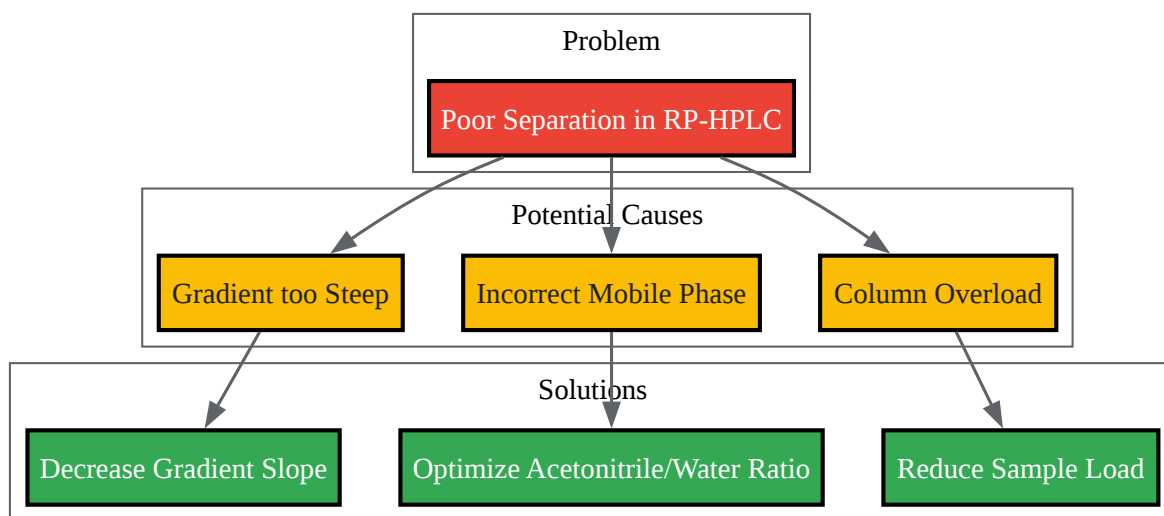 Problem
Poor Separation in RP-HPLC
Potential Causes
Gradient too Steep
Incorrect Mobile Phase
Column Overload
Solutions
Decrease Gradient Slope
Optimize Acetonitrile/Water Ratio
Reduce Sample Load